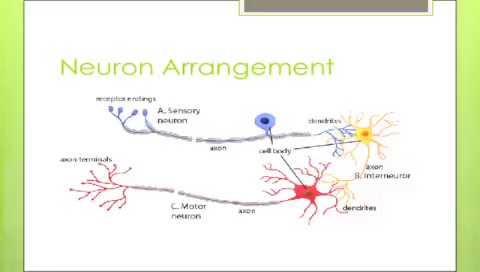 Neuron Arrangement
receptor endings
A. Sensory
neuron
dendrites
axon
cell body
axon terminals
axon
B. Interneuron
C. Motor
neuron
axon
dendrites